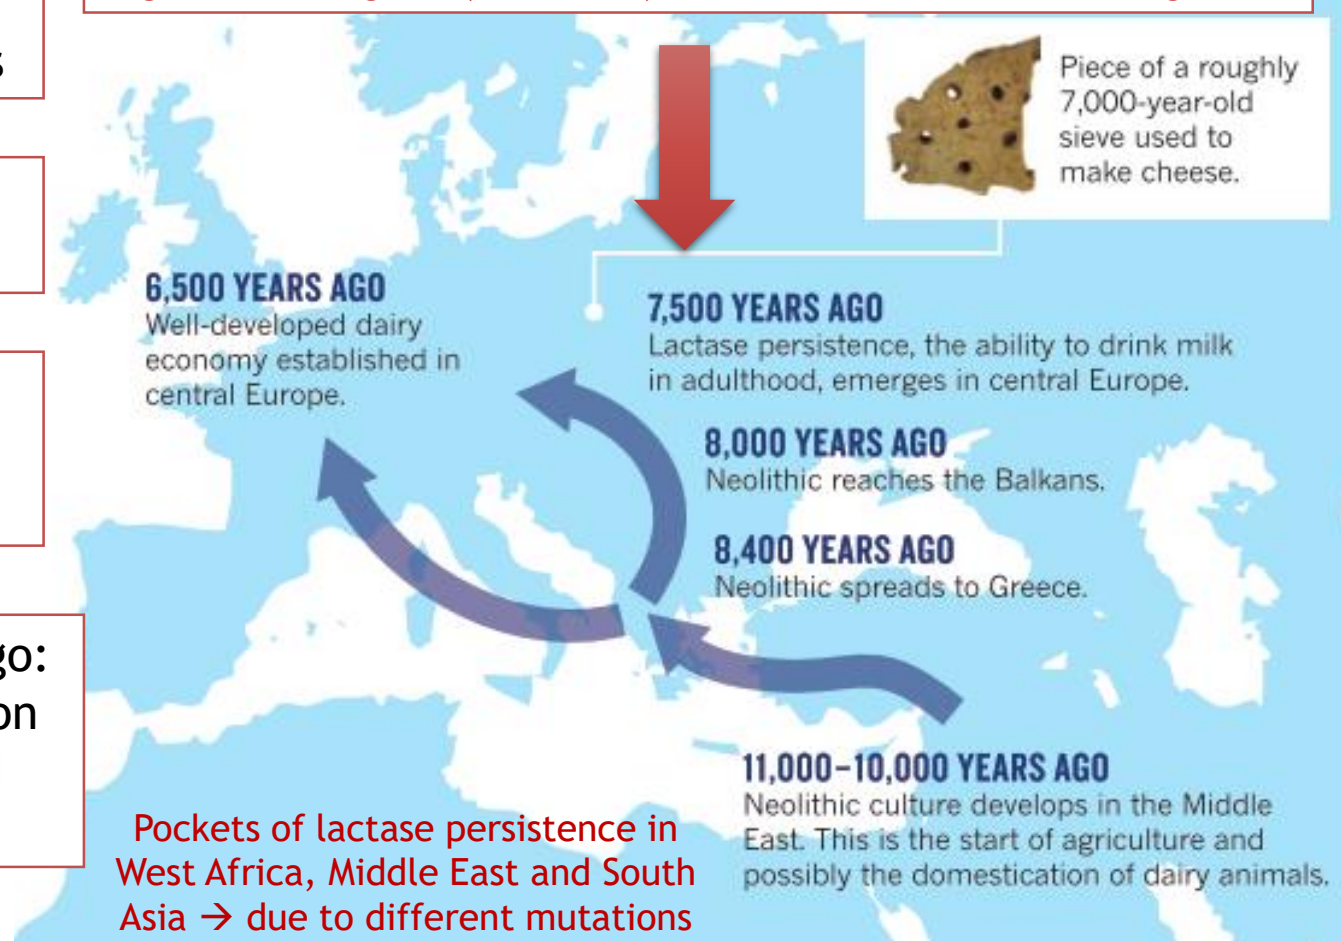 s
Piece of a roughly
7,000-year-old
sieve used to
make cheese.
6,500 YEARS AGO
Well-developed dairy
economy established in
central Europe.
7,500 YEARS AGO
Lactase persistence, the ability to drink milk
in adulthood, emerges in central Europe.
8,000 YEARS AGO
Neolithic reaches the Balkans.
8,400 YEARS AGO
Neolithic spreads to Greece.
go:
on
11,000–10,000 YEARS AGO
Neolithic culture develops in the Middle
East. This is the start of agriculture and
possibly the domestication of dairy animals.
Pockets of lactase persistence in
West Africa, Middle East and South
Asia → due to different mutations